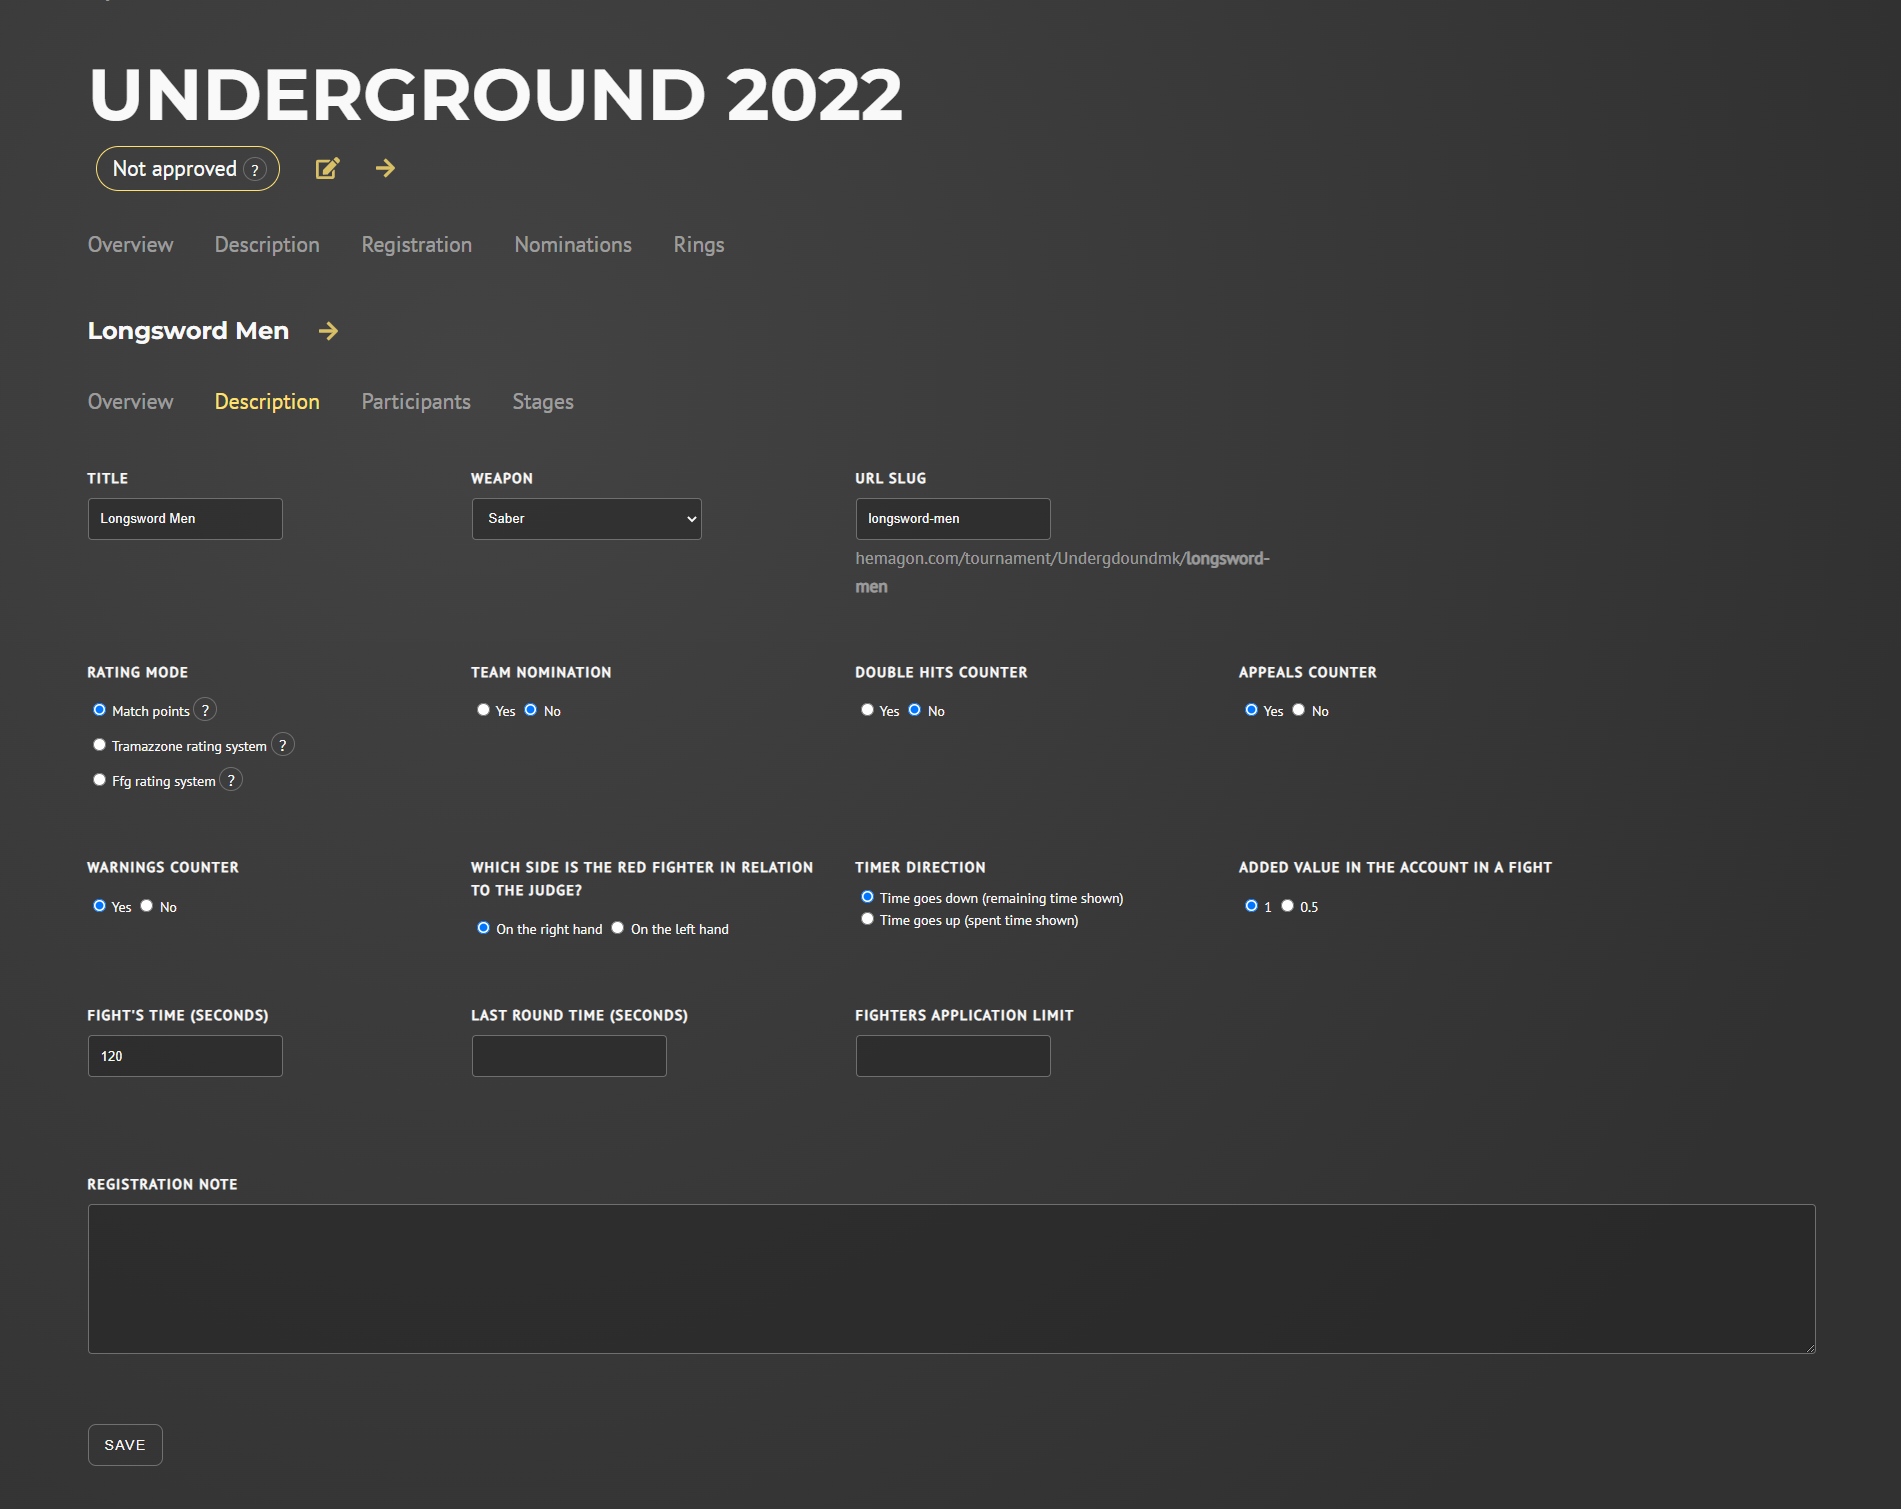 UNDERGROUND 2022
Not approved ?
Overview Description Registration Nominations Rings
Longsword Men
Overview Description Participants Stages
TITLE WEAPON URL SLUG
Longsword Men Saber longsword-men
hemagon.com/tournament/Undergdoundmk/longsword-
men
RATING MODE TEAM NOMINATION DOUBLE HITS COUNTER APPEALS COUNTER
Match points ? Yes No Yes No Yes No
Tramazzone rating system ?
Ffg rating system ?
WARNINGS COUNTER WHICH SIDE IS THE RED FIGHTER IN RELATION TIMER DIRECTION ADDED VALUE IN THE ACCOUNT IN A FIGHT
TO THE JUDGE?
Yes No Time goes down (remaining time shown) 1 0.5
On the right hand On the left hand Time goes up (spent time shown)
FIGHT'S TIME (SECONDS) LAST ROUND TIME (SECONDS) FIGHTERS APPLICATION LIMIT
120
REGISTRATION NOTE
SAVE